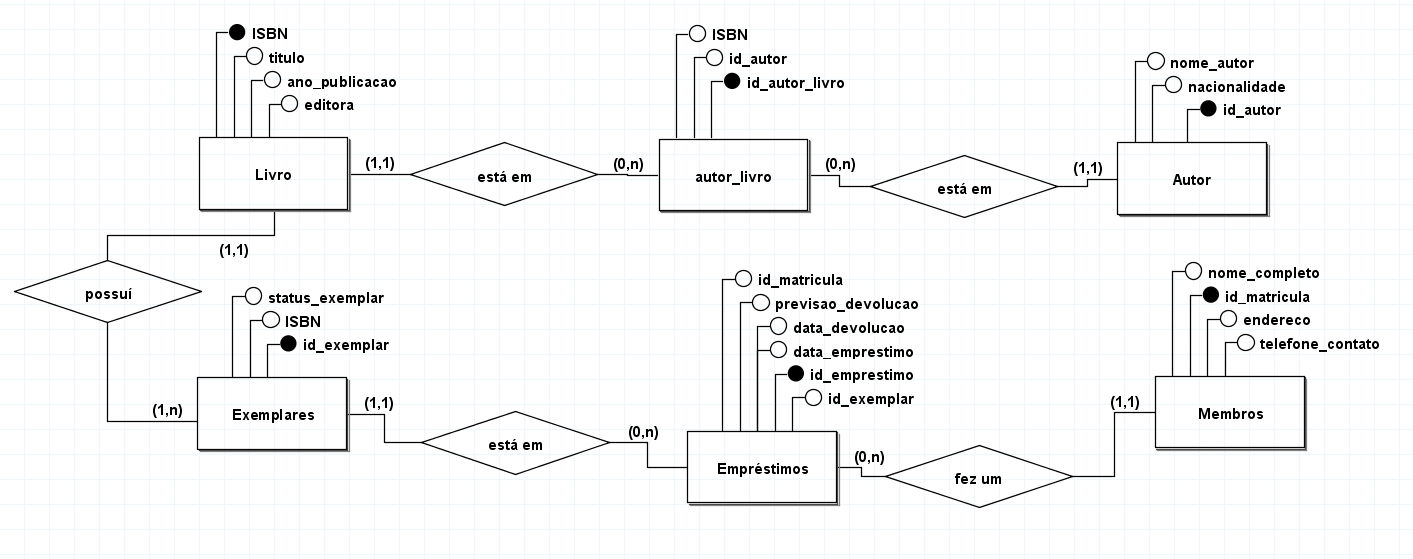 ISBN
titulo
ano_publicacao
editora
Livro
(1,1)
está em
(0,n)
ISBN
id_autor
id_autor_livro
autor_livro
(0,n)
está em
(1,1)
nome_autor
nacionalidade
id_autor
Autor
(1,1)
possuí
(1,n)
status_exemplar
ISBN
id_exemplar
Exemplares
(1,1)
está em
(0,n)
id_matricula
previsao_devolucao
data_devolucao
data_emprestimo
id_emprestimo
id_exemplar
Empréstimos
(0,n)
fez um
(1,1)
nome_completo
id_matricula
endereco
telefone_contato
Membros